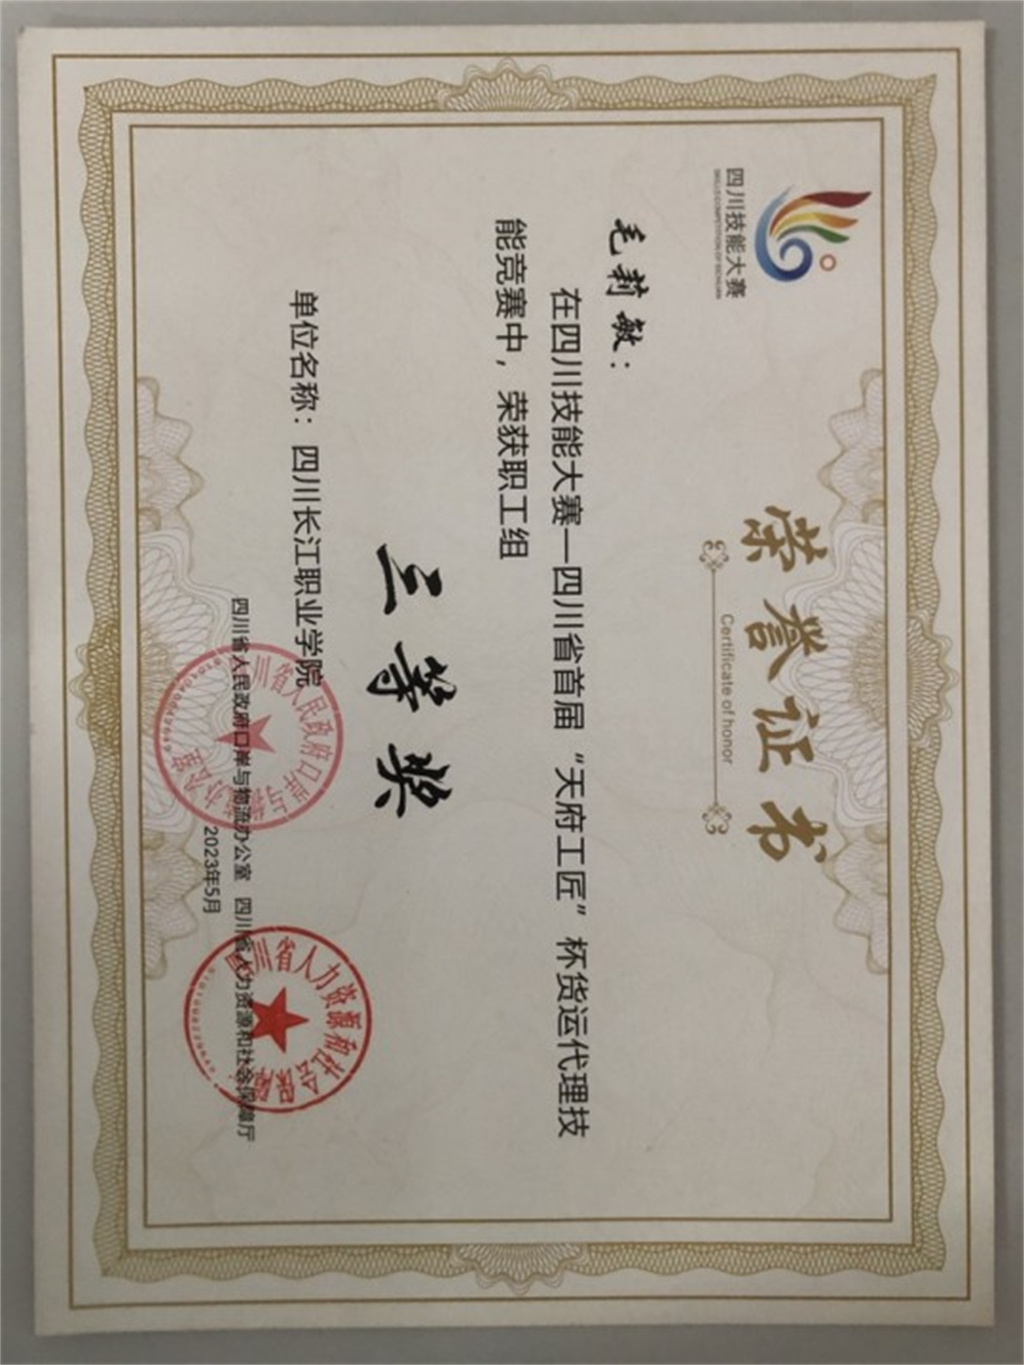 四川技能大赛
SKILLS COMPETITION OF SICHUAN
荣誉证书
Certificate of honor
毛莉敏：
在四川技能大赛—四川省首届“天府工匠”杯货运代理技
能竞赛中，荣获职工组
三等奖
单位名称：四川长江职业学院
四川省人民政府口岸与物流办公室 四川省人力资源和社会保障厅
2023年5月